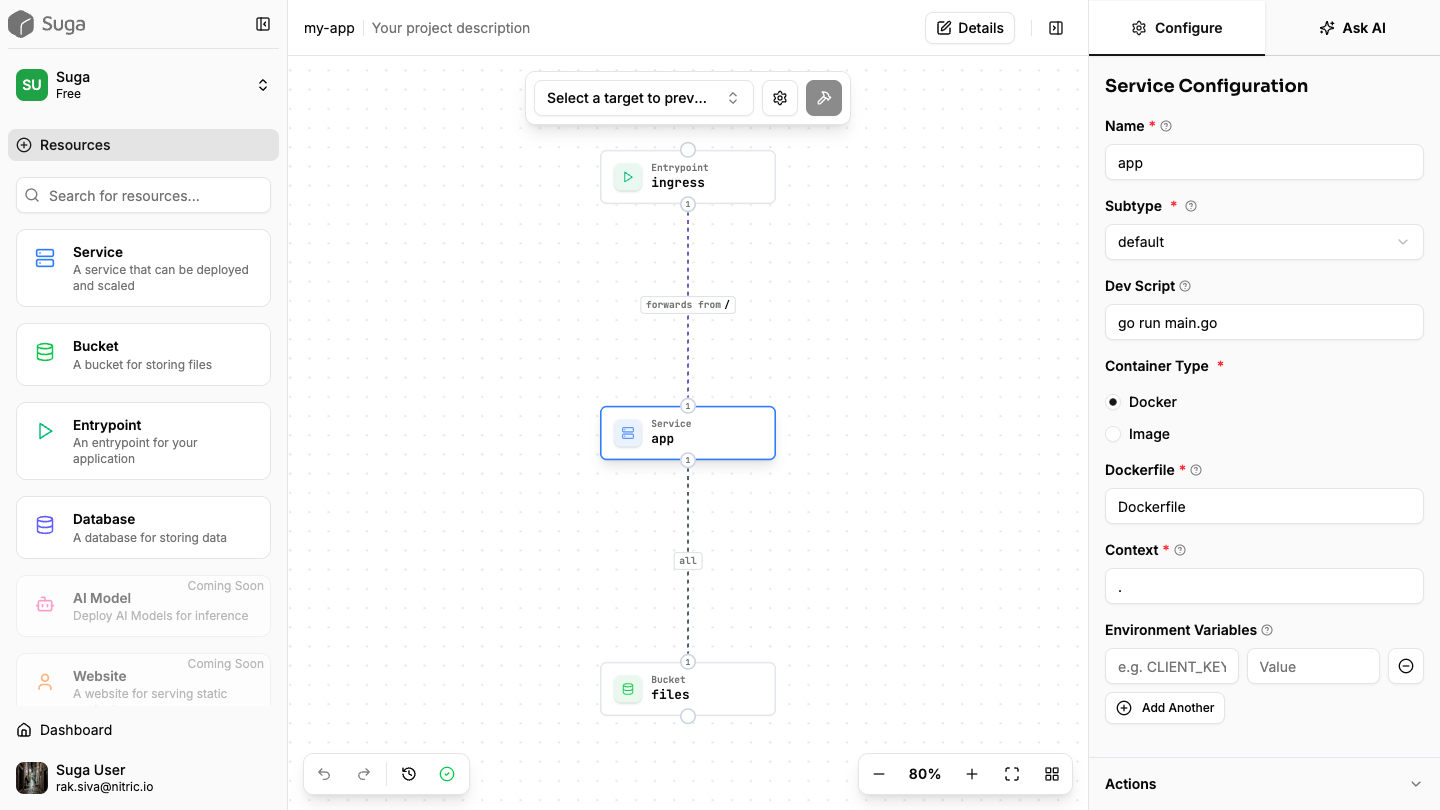 Suga
SU
Suga
Free
Resources
Search for resources...
Service
A service that can be deployed
and scaled
Bucket
A bucket for storing files
Entrypoint
An entrypoint for your
application
Database
A database for storing data
Coming Soon
AI Model
Deploy AI Models for inference
Coming Soon
Website
A website for serving static
Dashboard
Suga User
rak.siva@nitric.io
my-app
Your project description
Details
Select a target to prev...
Entrypoint
ingress
1
forwards from /
1
Service
app
1
all
1
Bucket
files
80%
Configure
Ask AI
Service Configuration
Name *
app
Subtype *
default
Dev Script
go run main.go
Container Type *
Docker
Image
Dockerfile *
Dockerfile
Context *
.
Environment Variables
e.g. CLIENT_KEY
Value
Add Another
Actions